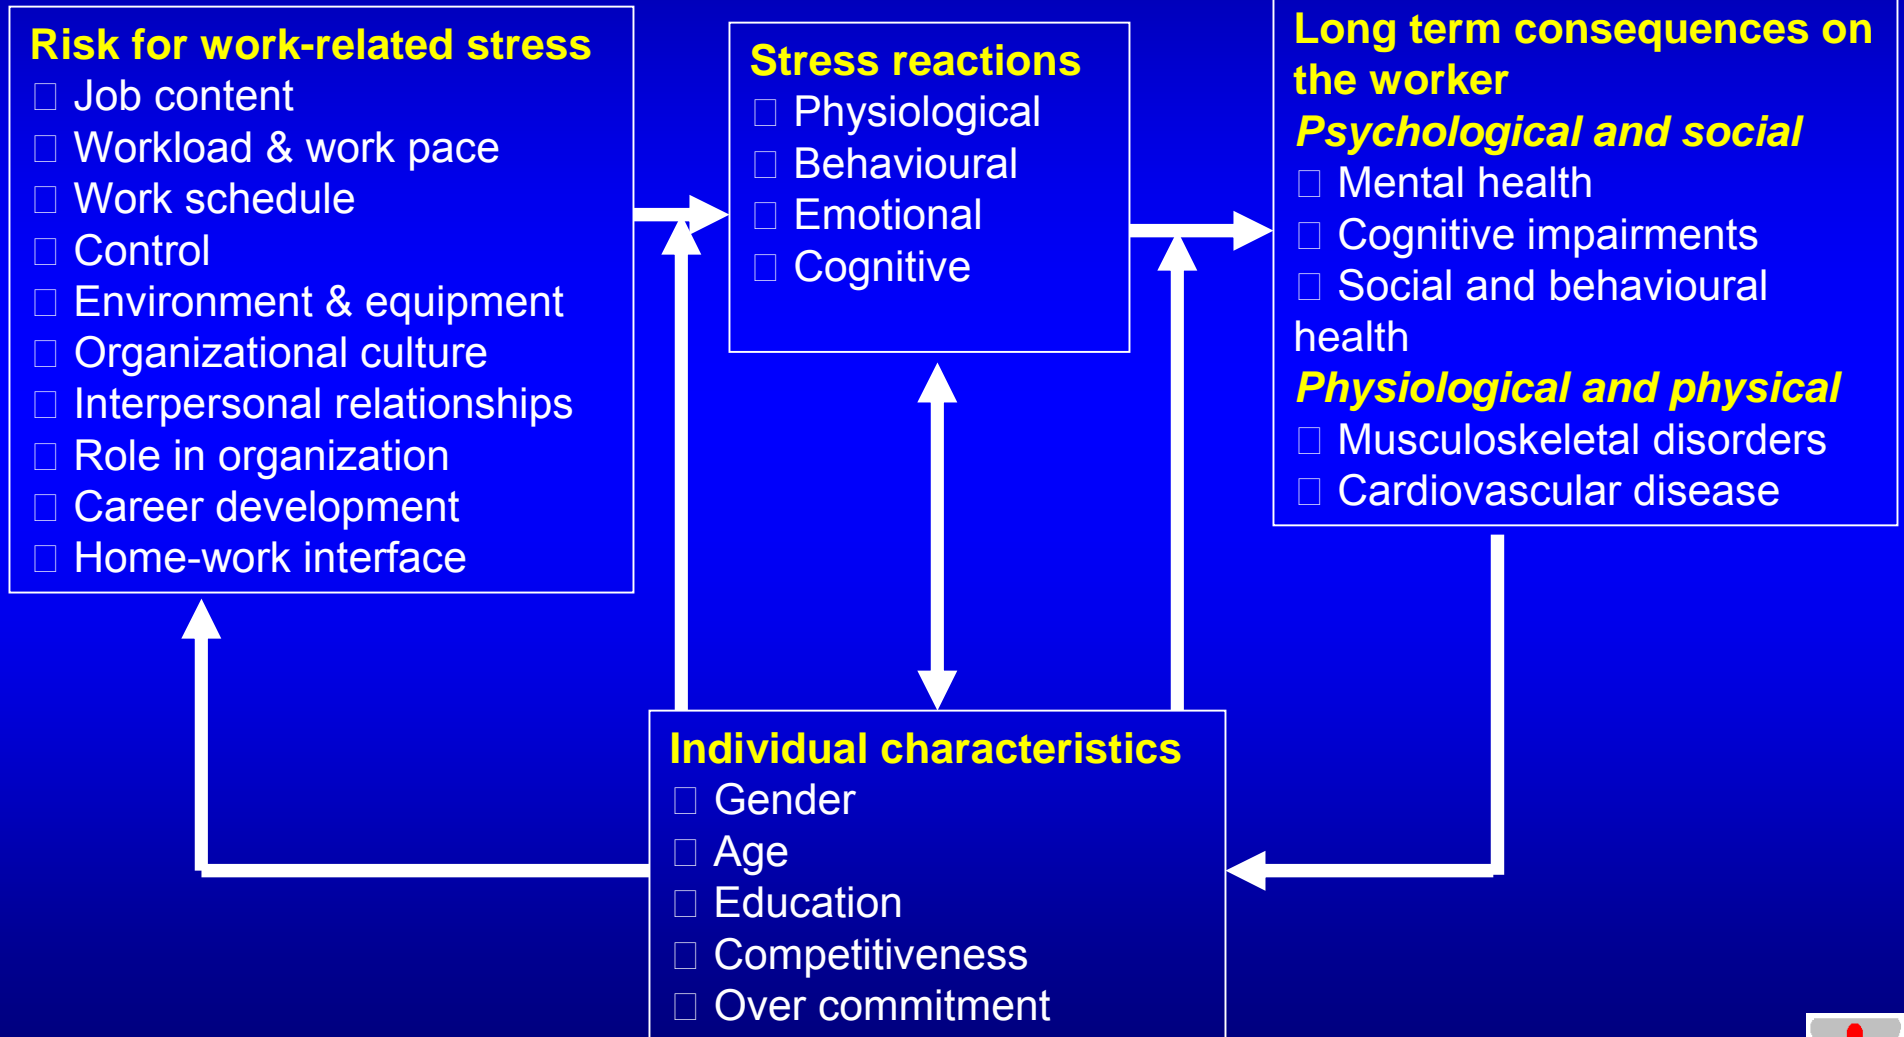 Risk for work-related stress
□ Job content
□ Workload & work pace
□ Work schedule
□ Control
□ Environment & equipment
□ Organizational culture
□ Interpersonal relationships
□ Role in organization
□ Career development
□ Home-work interface
Stress reactions
□ Physiological
□ Behavioural
□ Emotional
□ Cognitive
Long term consequences on
the worker
Psychological and social
□ Mental health
□ Cognitive impairments
□ Social and behavioural
health
Physiological and physical
□ Musculoskeletal disorders
□ Cardiovascular disease
Individual characteristics
□ Gender
□ Age
□ Education
□ Competitiveness
□ Over commitment